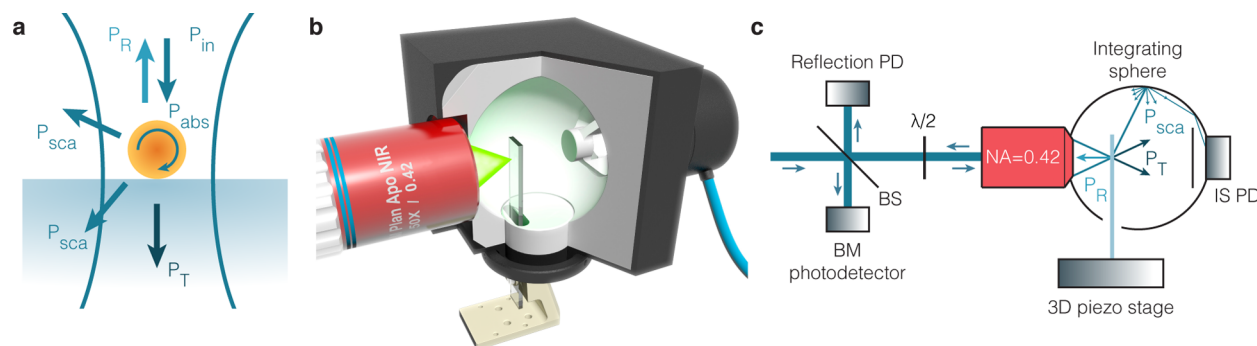 a
P_R
P_in
P_abs
P_sca
P_sca
P_T
b
Plan Apo NIR
50X / 0.42
c
Reflection PD
Integrating
sphere
λ/2
P_sca
NA=0.42
P_T
P_R
BS
IS PD
BM
photodetector
3D piezo stage